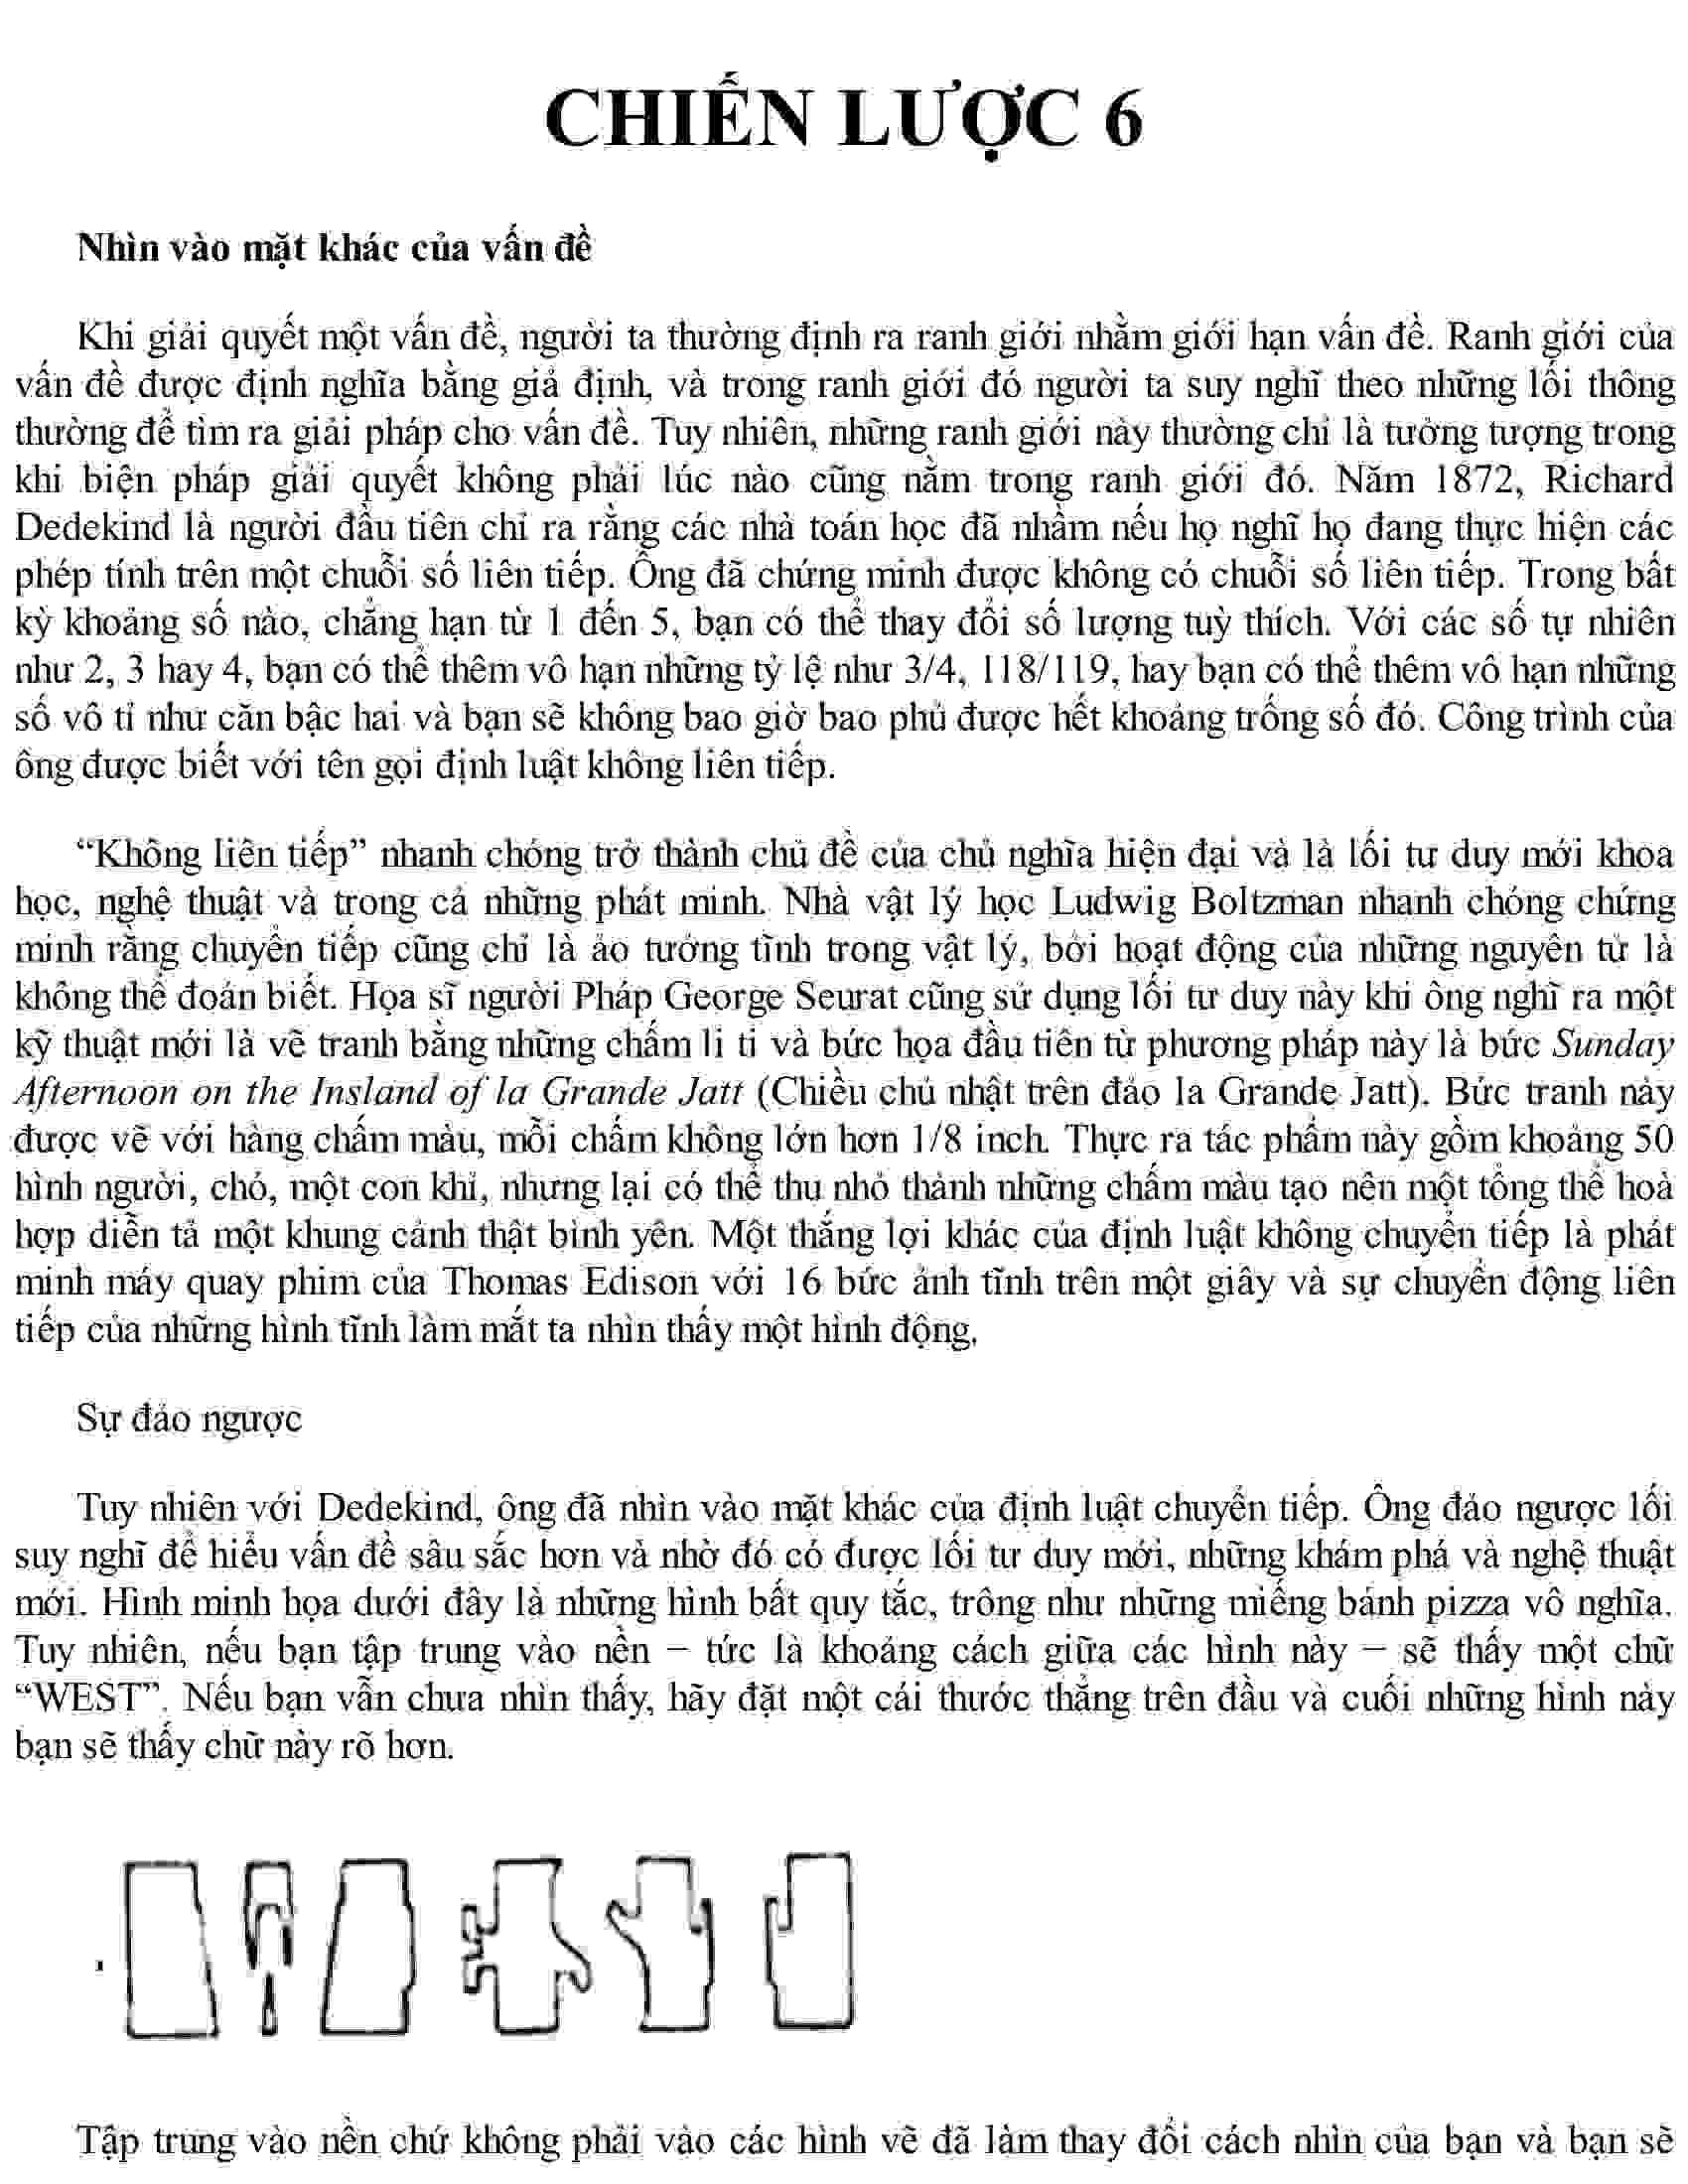 CHIẾN LƯỢC 6
Nhìn vào mặt khác của vấn đề
Khi giải quyết một vấn đề, người ta thường định ra ranh giới nhằm giới hạn vấn đề. Ranh giới của
vấn đề được định nghĩa bằng giả định, và trong ranh giới đó người ta suy nghĩ theo những lối thông
thường để tìm ra giải pháp cho vấn đề. Tuy nhiên, những ranh giới này thường chỉ là tưởng tượng trong
khi biện pháp giải quyết không phải lúc nào cũng nằm trong ranh giới đó. Năm 1872, Richard
Dedekind là người đầu tiên chỉ ra rằng các nhà toán học đã nhầm nếu họ nghĩ họ đang thực hiện các
phép tính trên một chuỗi số liên tiếp. Ông đã chứng minh được không có chuỗi số liên tiếp. Trong bất
kỳ khoảng số nào, chẳng hạn từ 1 đến 5, bạn có thể thay đổi số lượng tuỳ thích. Với các số tự nhiên
như 2, 3 hay 4, bạn có thể thêm vô hạn những tỷ lệ như 3/4, 118/119, hay bạn có thể thêm vô hạn những
số vô tỉ như căn bậc hai và bạn sẽ không bao giờ bao phủ được hết khoảng trống số đó. Công trình của
ông được biết với tên gọi định luật không liên tiếp.
“Không liên tiếp” nhanh chóng trở thành chủ đề của chủ nghĩa hiện đại và là lối tư duy mới khoa
học, nghệ thuật và trong cả những phát minh. Nhà vật lý học Ludwig Boltzman nhanh chóng chứng
minh rằng chuyển tiếp cũng chỉ là ảo tưởng tĩnh trong vật lý, bởi hoạt động của những nguyên tử là
không thể đoán biết. Họa sĩ người Pháp George Seurat cũng sử dụng lối tư duy này khi ông nghĩ ra một
kỹ thuật mới là vẽ tranh bằng những chấm li ti và bức họa đầu tiên từ phương pháp này là bức Sunday
Afternoon on the Insland of la Grande Jatt (Chiều chủ nhật trên đảo la Grande Jatt). Bức tranh này
được vẽ với hàng chấm màu, mỗi chấm không lớn hơn 1/8 inch. Thực ra tác phẩm này gồm khoảng 50
hình người, chó, một con khỉ, nhưng lại có thể thu nhỏ thành những chấm màu tạo nên một tổng thể hoà
hợp diễn tả một khung cảnh thật bình yên. Một thắng lợi khác của định luật không chuyển tiếp là phát
minh máy quay phim của Thomas Edison với 16 bức ảnh tĩnh trên một giây và sự chuyển động liên
tiếp của những hình tĩnh làm mắt ta nhìn thấy một hình động.
Sự đảo ngược
Tuy nhiên với Dedekind, ông đã nhìn vào mặt khác của định luật chuyển tiếp. Ông đảo ngược lối
suy nghĩ để hiểu vấn đề sâu sắc hơn và nhờ đó có được lối tư duy mới, những khám phá và nghệ thuật
mới. Hình minh họa dưới đây là những hình bất quy tắc, trông như những miếng bánh pizza vô nghĩa.
Tuy nhiên, nếu bạn tập trung vào nền – tức là khoảng cách giữa các hình này – sẽ thấy một chữ
“WEST”. Nếu bạn vẫn chưa nhìn thấy, hãy đặt một cái thước thẳng trên đầu và cuối những hình này
bạn sẽ thấy chữ này rõ hơn.
Tập trung vào nền chứ không phải vào các hình vẽ đã làm thay đổi cách nhìn của bạn và bạn sẽ